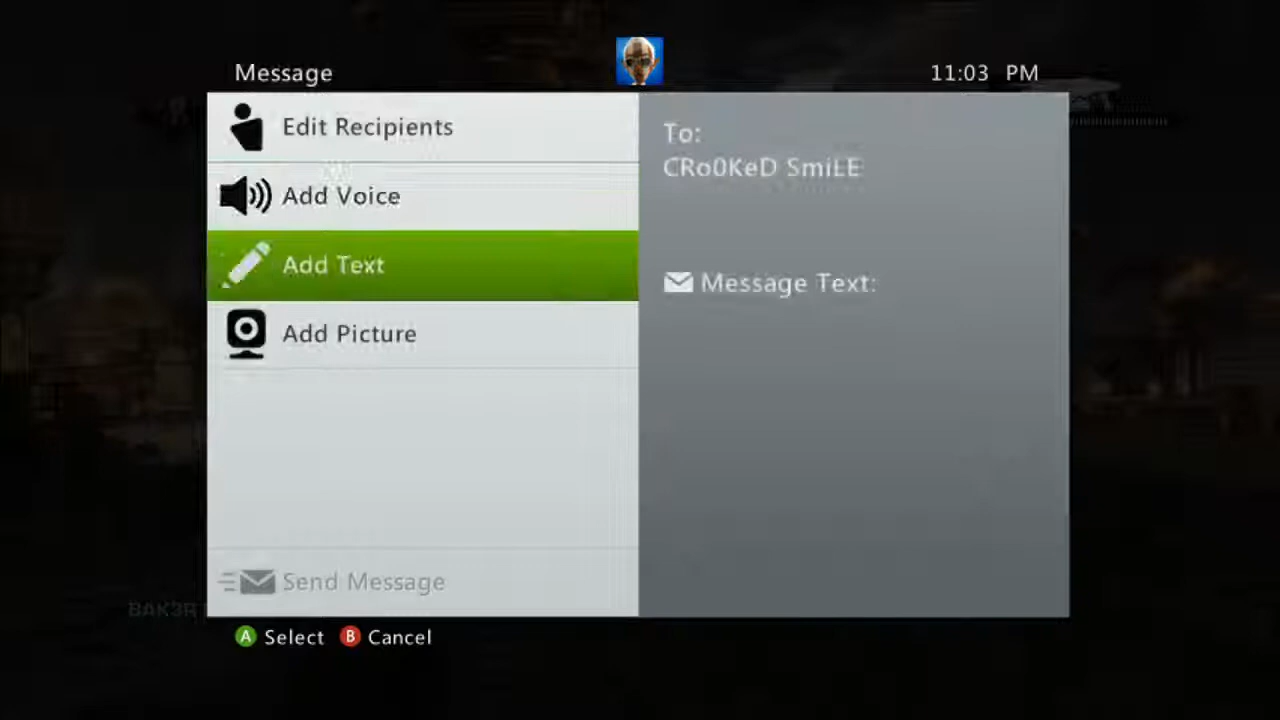 Message
11:03 PM
Edit Recipients
Add Voice
Add Text
Add Picture
Send Message
To:
CRo0KeD SmiLE
Message Text:
BAK3R
A Select B Cancel